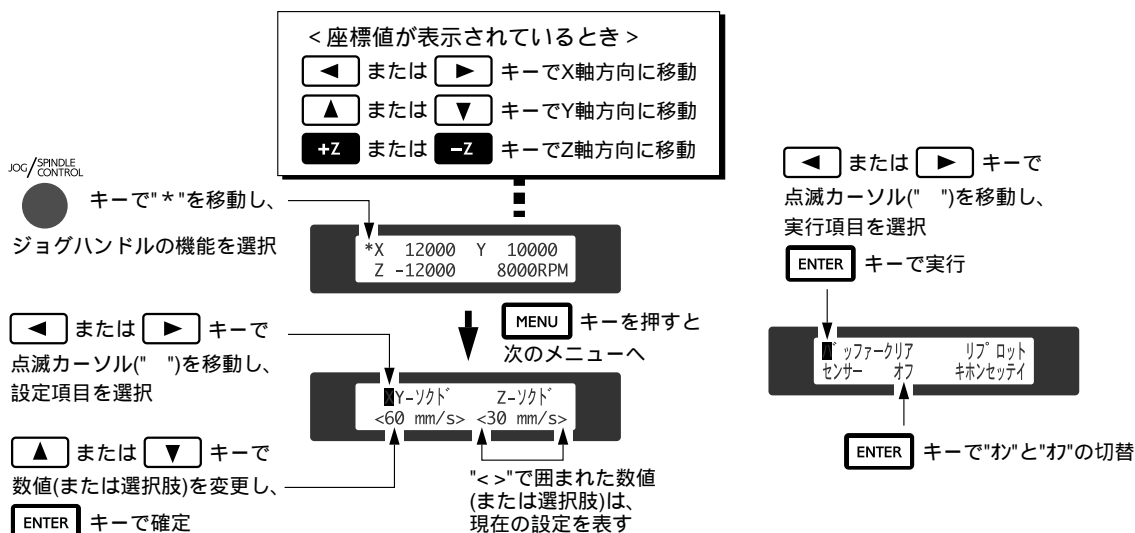 <座標値が表示されているとき>
◀ または ▶ キーでX軸方向に移動
▲ または ▼ キーでY軸方向に移動
+Z または -Z キーでZ軸方向に移動
JOG/SPINDLE CONTROL
キーで"*"を移動し、
ジョグハンドルの機能を選択
*X 12000 Y 10000
Z -12000 8000RPM
MENU キーを押すと
次のメニューへ
◀ または ▶ キーで
点滅カーソル(" ")を移動し、
設定項目を選択
XY-ソクド Z-ソクド
<60 mm/s> <30 mm/s>
▲ または ▼ キーで
数値(または選択肢)を変更し、
ENTER キーで確定
"< >"で囲まれた数値
(または選択肢)は、
現在の設定を表す
◀ または ▶ キーで
点滅カーソル(" ")を移動し、
実行項目を選択
ENTER キーで実行
バッファークリア リプロット
センサー オフ キホンセッテイ
ENTER キーで"オン"と"オフ"の切替